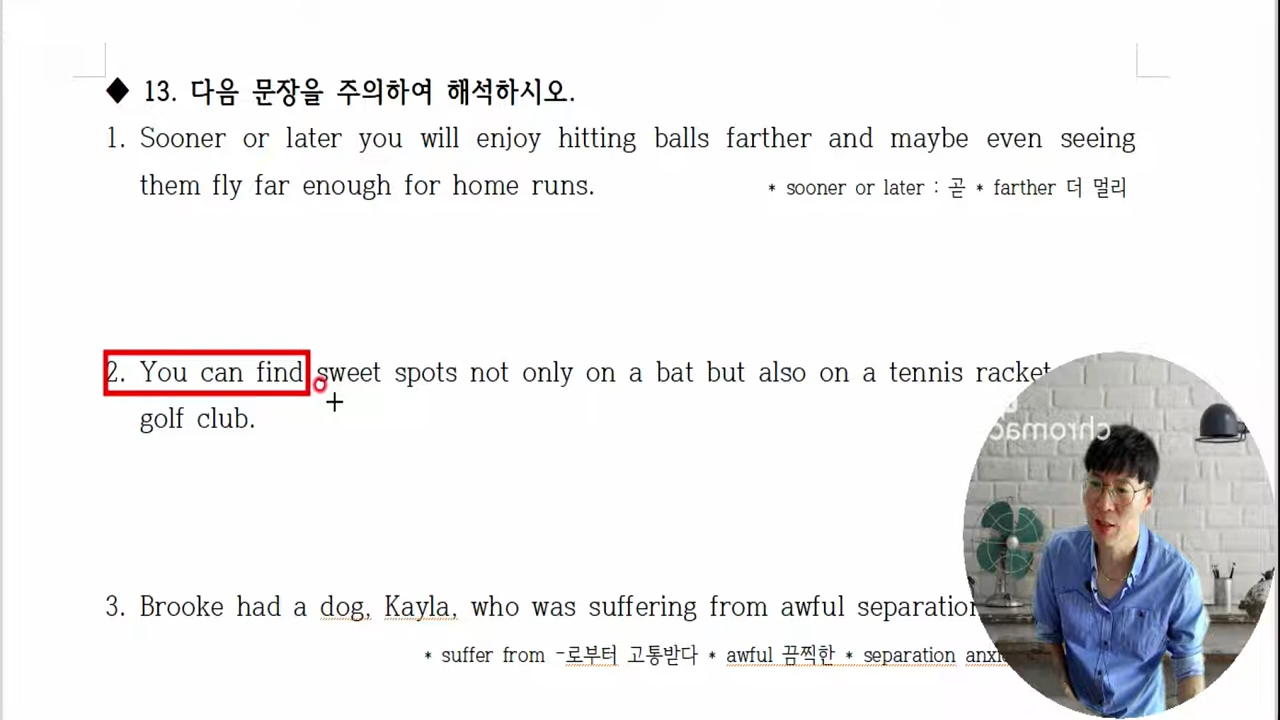 ◆ 13. 다음 문장을 주의하여 해석하시오.
1. Sooner or later you will enjoy hitting balls farther and maybe even seeing
them fly far enough for home runs.
* sooner or later : 곧 * farther 더 멀리
2. You can find sweet spots not only on a bat but also on a tennis racket
golf club.
3. Brooke had a dog, Kayla, who was suffering from awful separation
* suffer from -로부터 고통받다 * awful 끔찍한 * separation